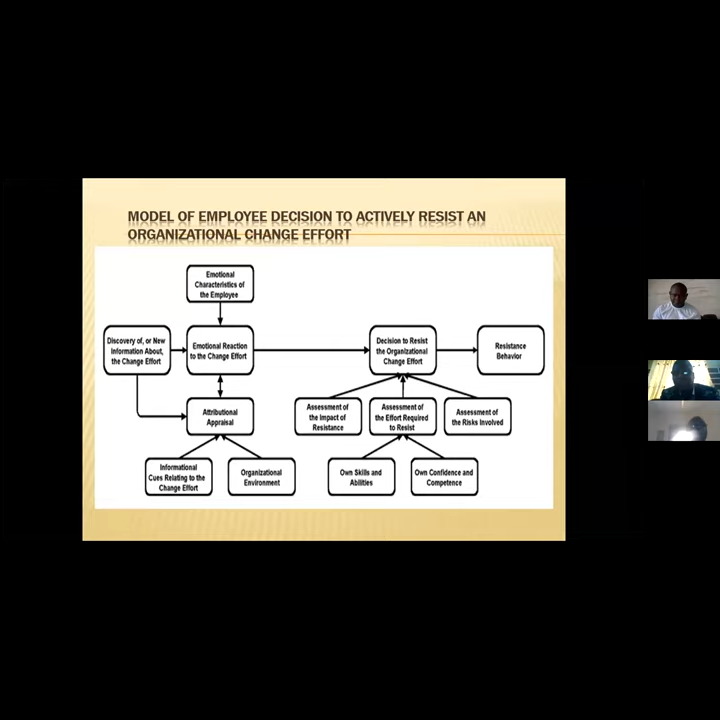 MODEL OF EMPLOYEE DECISION TO ACTIVELY RESIST AN
ORGANIZATIONAL CHANGE EFFORT
Emotional
Characteristics of
the Employee
Discovery of, or New
Information About,
the Change Effort
Emotional Reaction
to the Change Effort
Decision to Resist
the Organizational
Change Effort
Resistance
Behavior
Attributional
Appraisal
Assessment of
the Impact of
Resistance
Assessment of
the Effort Required
to Resist
Assessment of
the Risks Involved
Informational
Cues Relating to the
Change Effort
Organizational
Environment
Own Skills and
Abilities
Own Confidence and
Competence